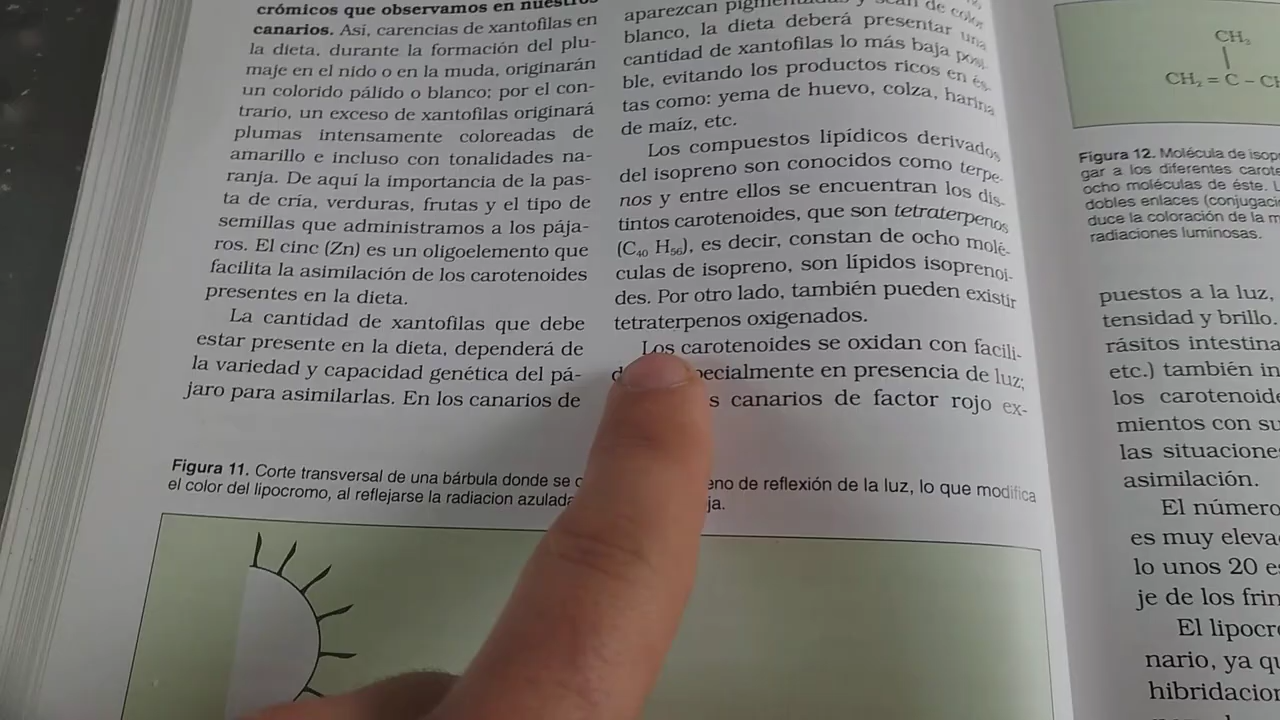 crómicos que observamos en nuestros
canarios. Así, carencias de xantofilas en
la dieta, durante la formación del plu-
maje en el nido o en la muda, originarán
un colorido pálido o blanco; por el con-
trario, un exceso de xantofilas originará
plumas intensamente coloreadas de
amarillo e incluso con tonalidades na-
ranja. De aquí la importancia de la pas-
ta de cría, verduras, frutas y el tipo de
semillas que administramos a los pája-
ros. El cinc (Zn) es un oligoelemento que
facilita la asimilación de los carotenoides
presentes en la dieta.
La cantidad de xantofilas que debe
estar presente en la dieta, dependerá de
la variedad y capacidad genética del pá-
jaro para asimilarlas. En los canarios de
aparezcan y sean de color
blanco, la dieta deberá presentar una
cantidad de xantofilas lo más baja posi-
ble, evitando los productos ricos en és-
tas como: yema de huevo, colza, harina
de maíz, etc.
Los compuestos lipídicos derivados
del isopreno son conocidos como terpe-
nos y entre ellos se encuentran los dis-
tintos carotenoides, que son tetraterpenos
(C₄₀ H₅₆), es decir, constan de ocho molé-
culas de isopreno, son lípidos isoprenoi-
des. Por otro lado, también pueden existir
tetraterpenos oxigenados.
Los carotenoides se oxidan con facili-
pecialmente en presencia de luz;
s canarios de factor rojo ex-
Figura 11. Corte transversal de una bárbula donde se eno de reflexión de la luz, lo que modifica
el color del lipocromo, al reflejarse la radiacion azulada ja.
CH₃
|
CH₂ = C – CH
Figura 12. Molécula de isop
gar a los diferentes carote
ocho moléculas de éste. L
dobles enlaces (conjugaci
duce la coloración de la m
radiaciones luminosas.
puestos a la luz,
tensidad y brillo.
rásitos intestina
etc.) también in
los carotenoide
mientos con su
las situacione
asimilación.
El número
es muy eleva
lo unos 20 e
je de los frin
El lipocr
nario, ya qu
hibridacion